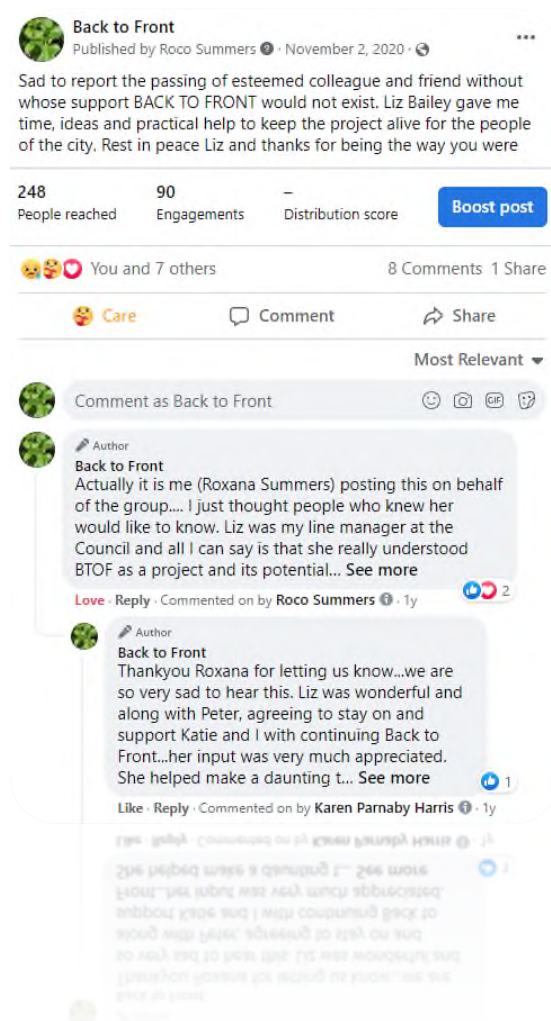 Back to Front
Published by Roco Summers · November 2, 2020 ·
Sad to report the passing of esteemed colleague and friend without
whose support BACK TO FRONT would not exist. Liz Bailey gave me
time, ideas and practical help to keep the project alive for the people
of the city. Rest in peace Liz and thanks for being the way you were
248 90 –
People reached Engagements Distribution score Boost post
You and 7 others 8 Comments 1 Share
Care Comment Share
Most Relevant
Comment as Back to Front GIF
Author
Back to Front
Actually it is me (Roxana Summers) posting this on behalf
of the group.... I just thought people who knew her
would like to know. Liz was my line manager at the
Council and all I can say is that she really understood
BTOF as a project and its potential... See more
2
Love · Reply · Commented on by Roco Summers · 1y
Author
Back to Front
Thankyou Roxana for letting us know...we are
so very sad to hear this. Liz was wonderful and
along with Peter, agreeing to stay on and
support Katie and I with continuing Back to
Front...her input was very much appreciated.
She helped make a daunting t... See more
1
Like · Reply · Commented on by Karen Parnaby Harris · 1y